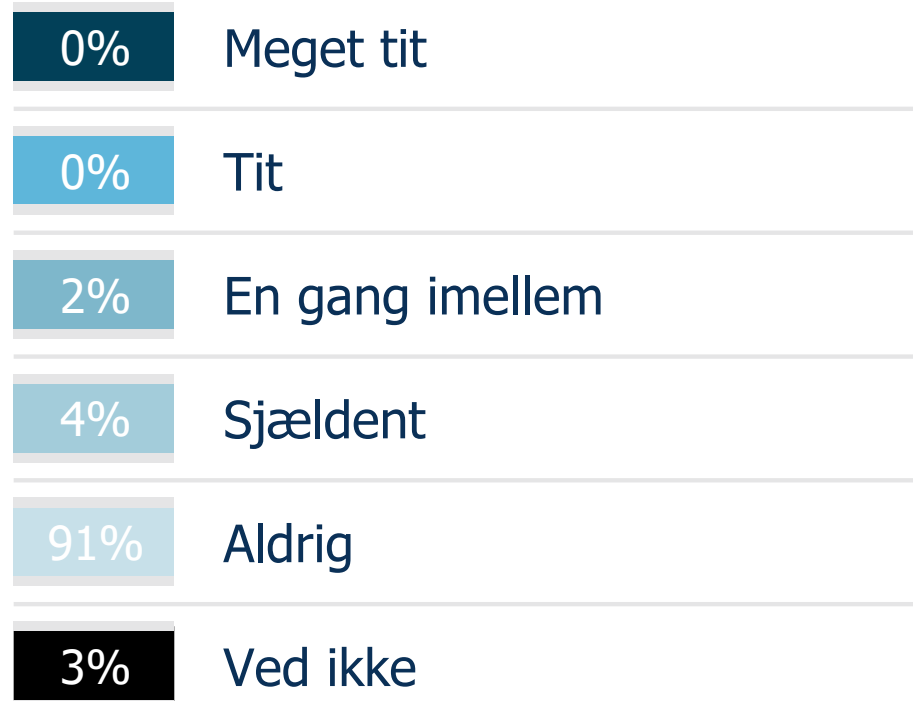 0% Meget tit
0% Tit
2% En gang imellem
4% Sjældent
91% Aldrig
3% Ved ikke